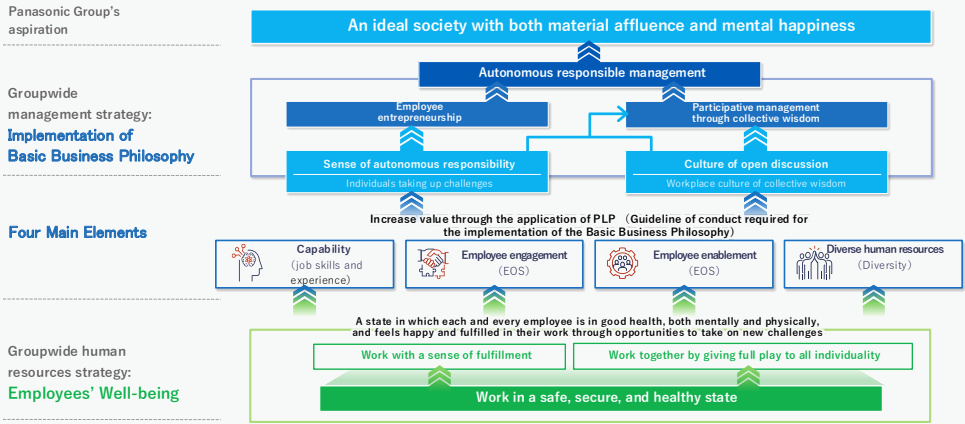 Panasonic Group's
aspiration
An ideal society with both material affluence and mental happiness
Autonomous responsible management
Groupwide
management strategy:
Implementation of
Basic Business Philosophy
Employee
entrepreneurship
Participative management
through collective wisdom
Sense of autonomous responsibility
Individuals taking up challenges
Culture of open discussion
Workplace culture of collective wisdom
Four Main Elements
Increase value through the application of PLP （Guideline of conduct required for
the implementation of the Basic Business Philosophy）
Capability
（job skills and
experience）
Employee engagement
（EOS）
Employee enablement
（EOS）
Diverse human resources
（Diversity）
A state in which each and every employee is in good health, both mentally and physically,
and feels happy and fulfilled in their work through opportunities to take on new challenges
Groupwide human
resources strategy:
Employees' Well-being
Work with a sense of fulfillment
Work together by giving full play to all individuality
Work in a safe, secure, and healthy state